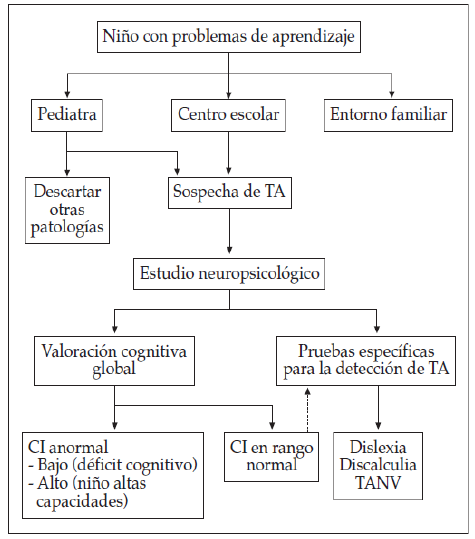 Niño con problemas de aprendizaje
Pediatra
Centro escolar
Entorno familiar
Descartar
otras
patologías
Sospecha de TA
Estudio neuropsicológico
Valoración cognitiva
global
Pruebas específicas
para la detección de TA
CI anormal
- Bajo (déficit cognitivo)
- Alto (niño altas
capacidades)
CI en rango
normal
Dislexia
Discalculia
TANV